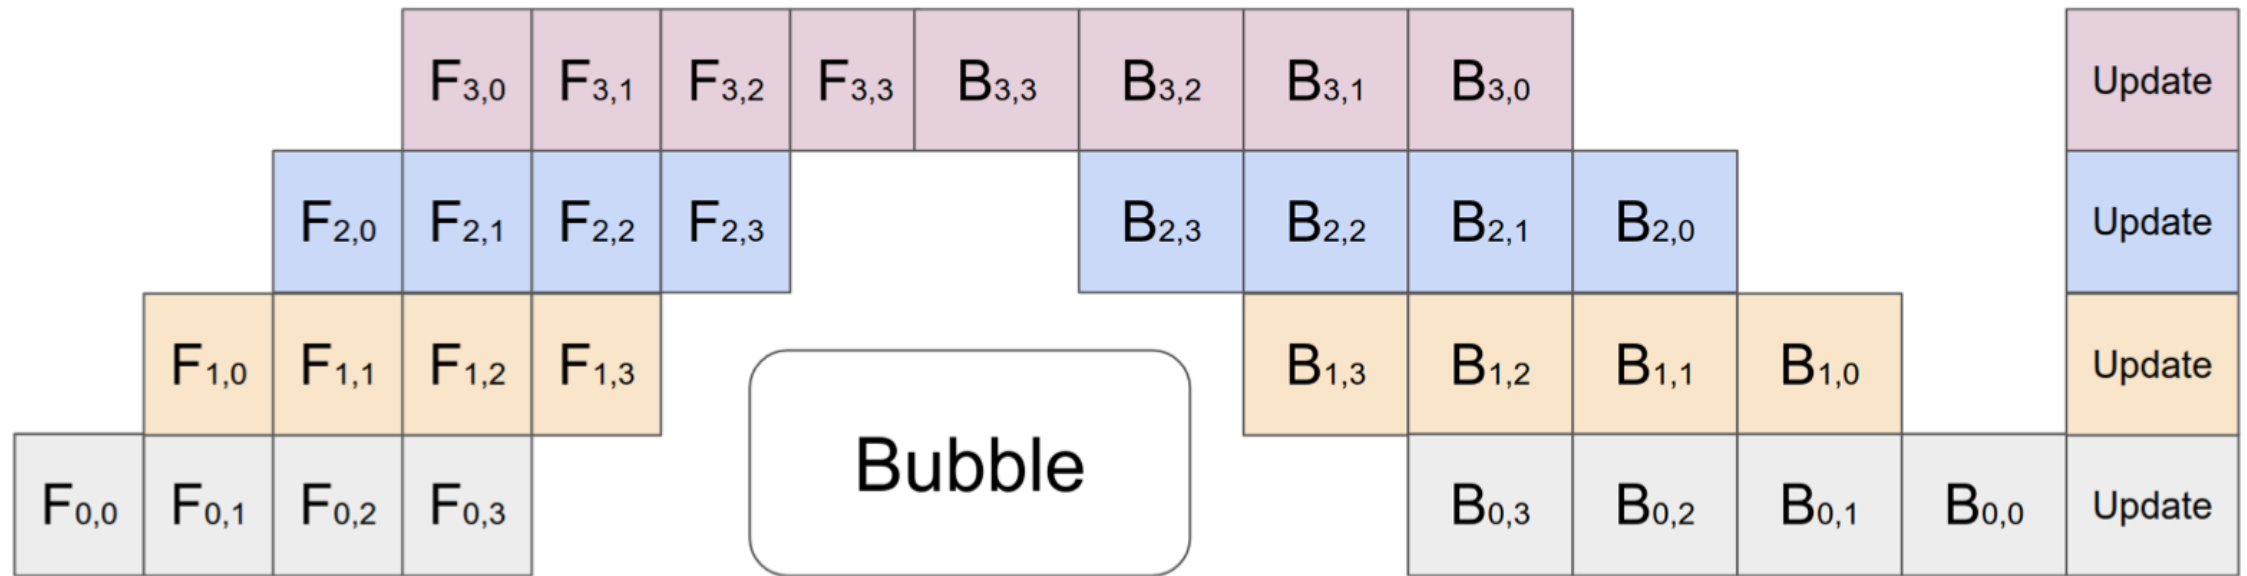 F3,0 F3,1 F3,2 F3,3 B3,3 B3,2 B3,1 B3,0 Update
F2,0 F2,1 F2,2 F2,3 B2,3 B2,2 B2,1 B2,0 Update
F1,0 F1,1 F1,2 F1,3 B1,3 B1,2 B1,1 B1,0 Update
Bubble
F0,0 F0,1 F0,2 F0,3 B0,3 B0,2 B0,1 B0,0 Update